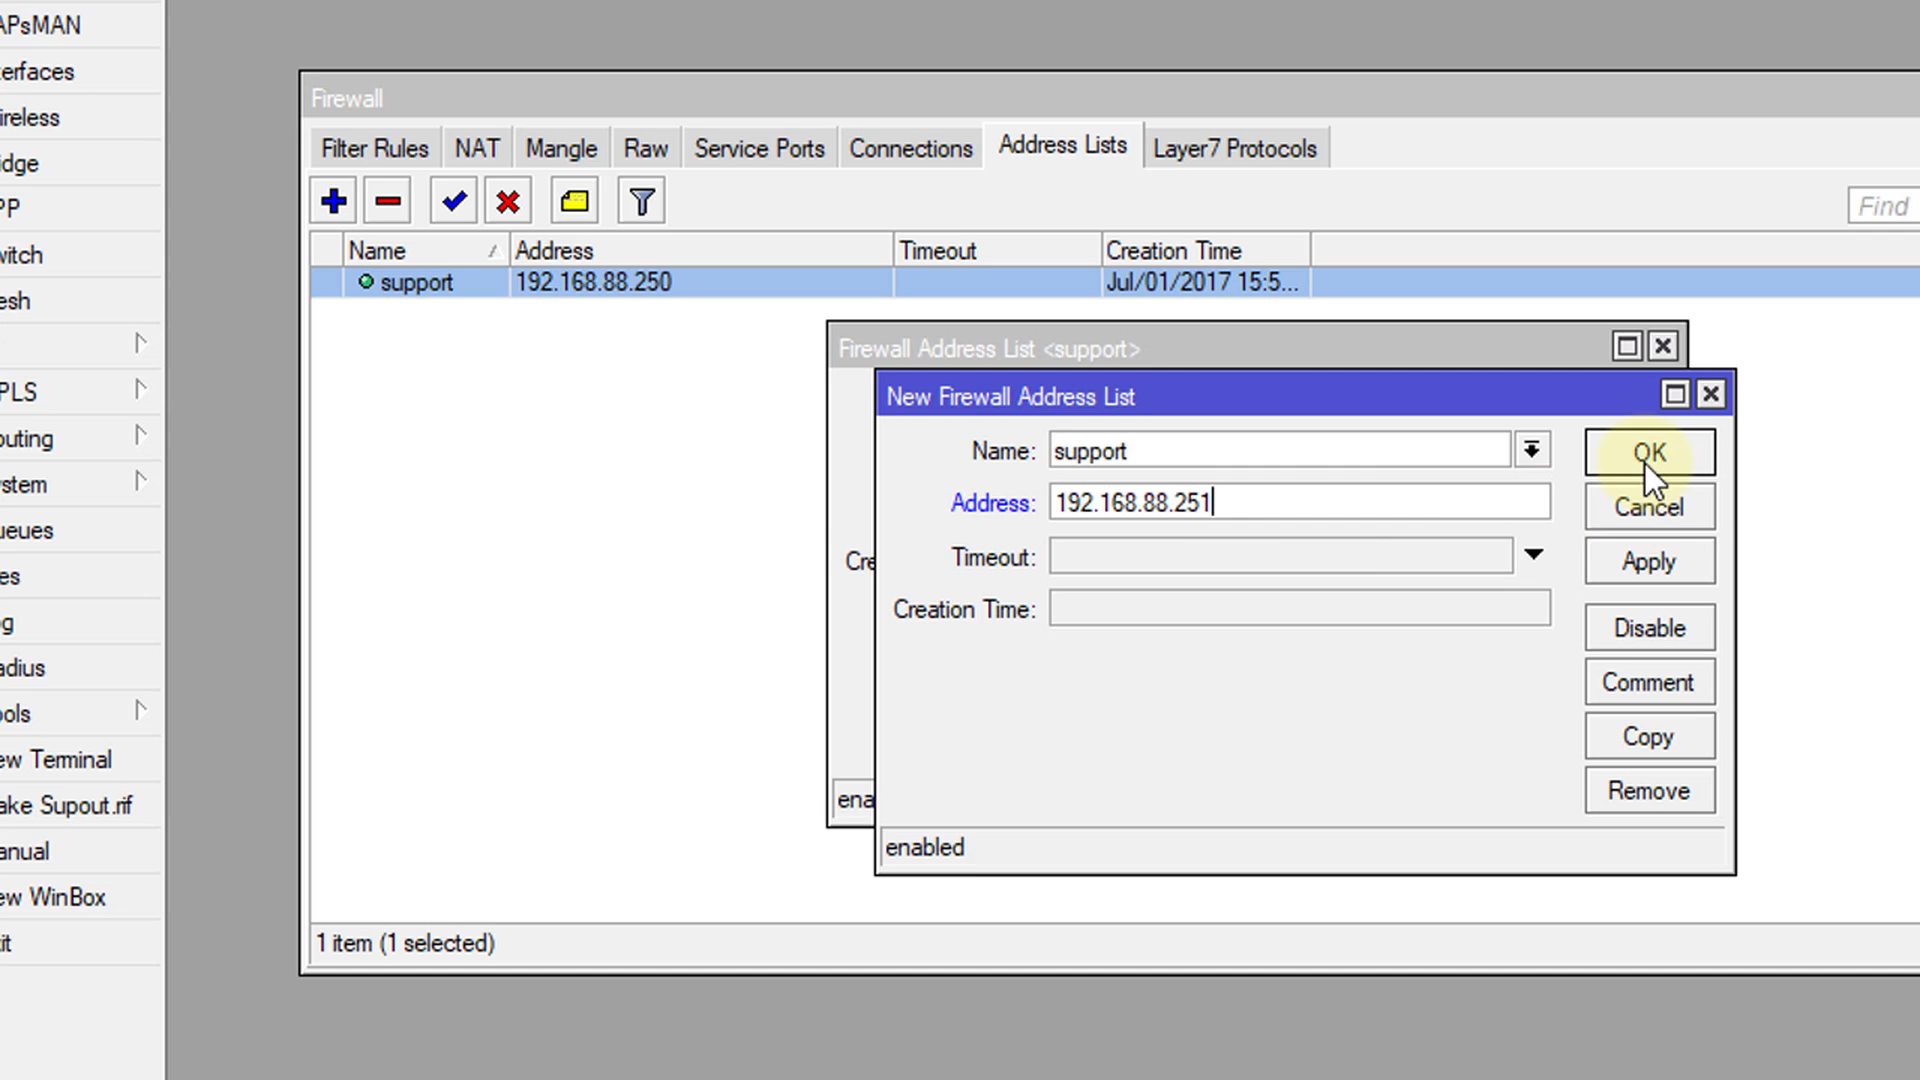 APsMAN
erfaces
ireless
idge
PP
witch
esh
PLS
outing
stem
ueues
es
g
adius
ools
ew Terminal
ake Supout.rif
anual
ew WinBox
it
Firewall
Filter Rules NAT Mangle Raw Service Ports Connections Address Lists Layer7 Protocols
Find
Name Address Timeout Creation Time
support 192.168.88.250 Jul/01/2017 15:5...
Firewall Address List <support>
Cre
ena
New Firewall Address List
Name: support
Address: 192.168.88.251
Timeout:
Creation Time:
OK
Cancel
Apply
Disable
Comment
Copy
Remove
enabled
1 item (1 selected)